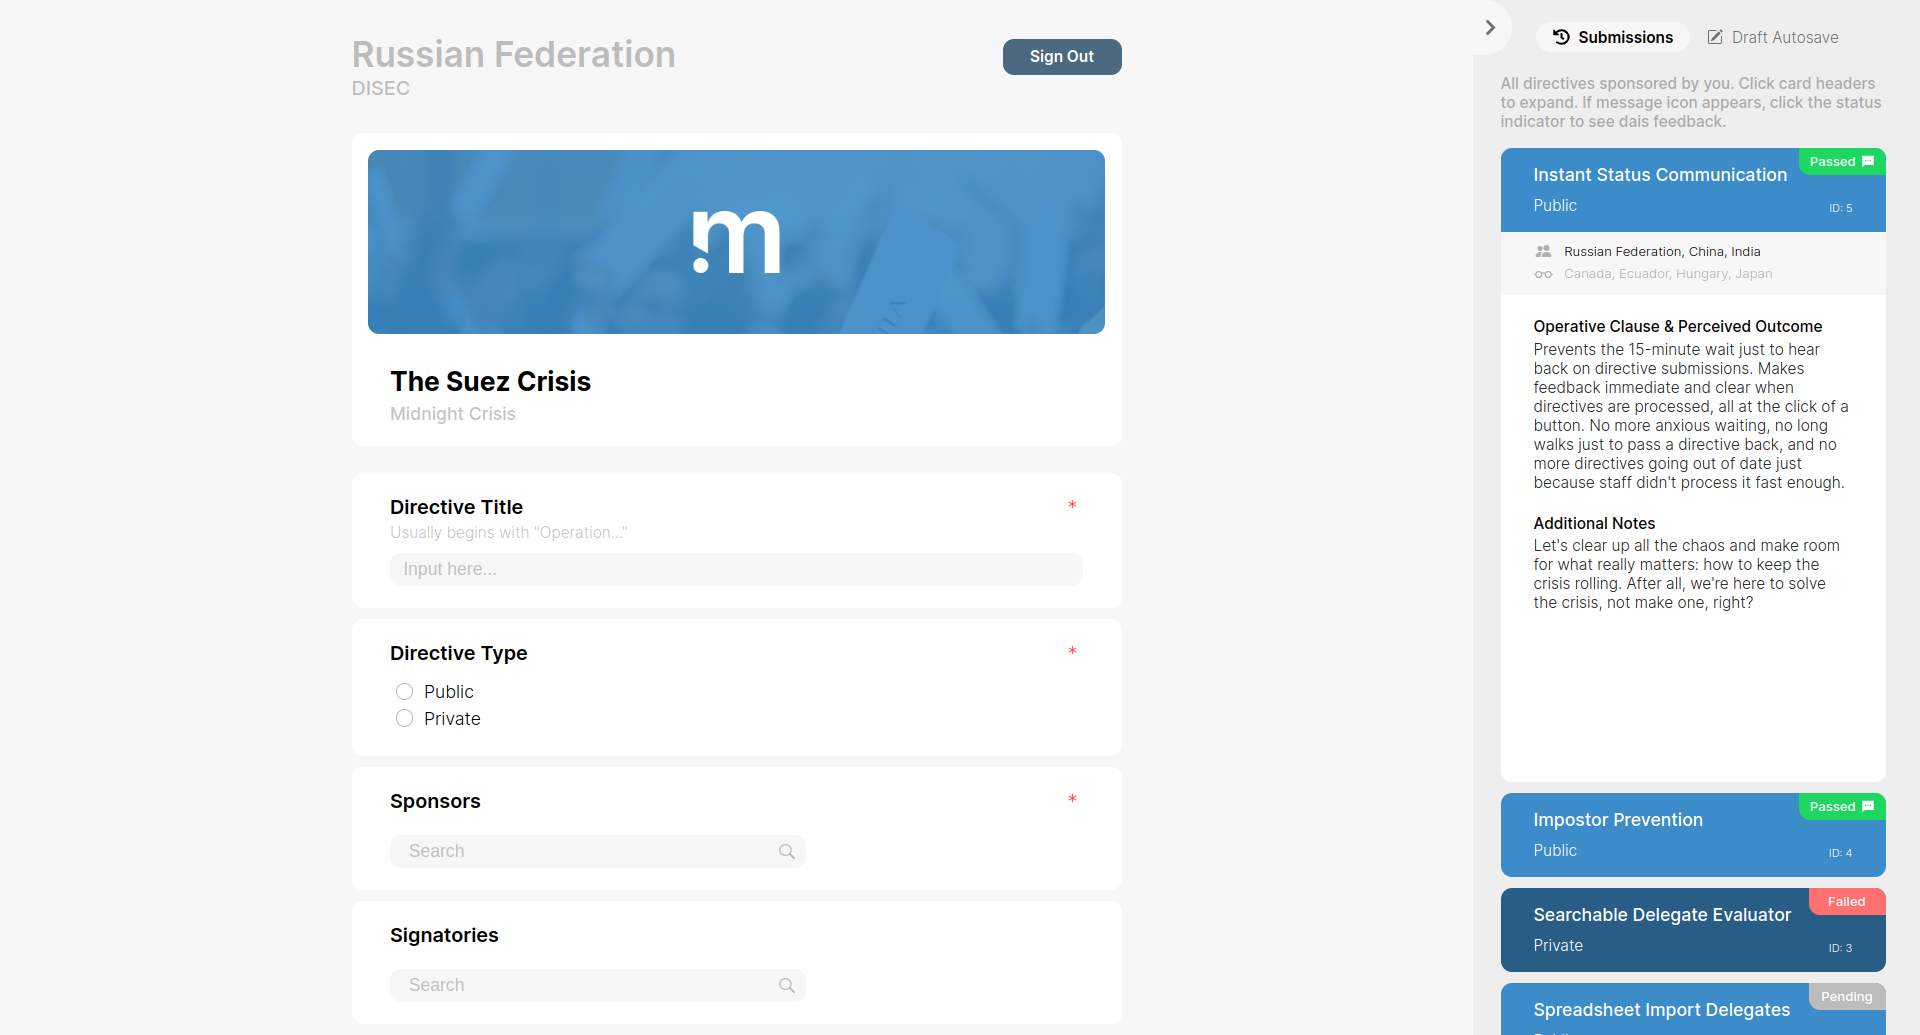 Russian Federation
DISEC
Sign Out
m
The Suez Crisis
Midnight Crisis
Directive Title
*
Usually begins with "Operation..."
Input here...
Directive Type
*
Public
Private
Sponsors
*
Search
Signatories
Search
Submissions
Draft Autosave
All directives sponsored by you. Click card headers
to expand. If message icon appears, click the status
indicator to see dais feedback.
Passed
Instant Status Communication
Public
ID: 5
Russian Federation, China, India
Canada, Ecuador, Hungary, Japan
Operative Clause & Perceived Outcome
Prevents the 15-minute wait just to hear
back on directive submissions. Makes
feedback immediate and clear when
directives are processed, all at the click of a
button. No more anxious waiting, no long
walks just to pass a directive back, and no
more directives going out of date just
because staff didn't process it fast enough.
Additional Notes
Let's clear up all the chaos and make room
for what really matters: how to keep the
crisis rolling. After all, we're here to solve
the crisis, not make one, right?
Passed
Impostor Prevention
Public
ID: 4
Failed
Searchable Delegate Evaluator
Private
ID: 3
Pending
Spreadsheet Import Delegates